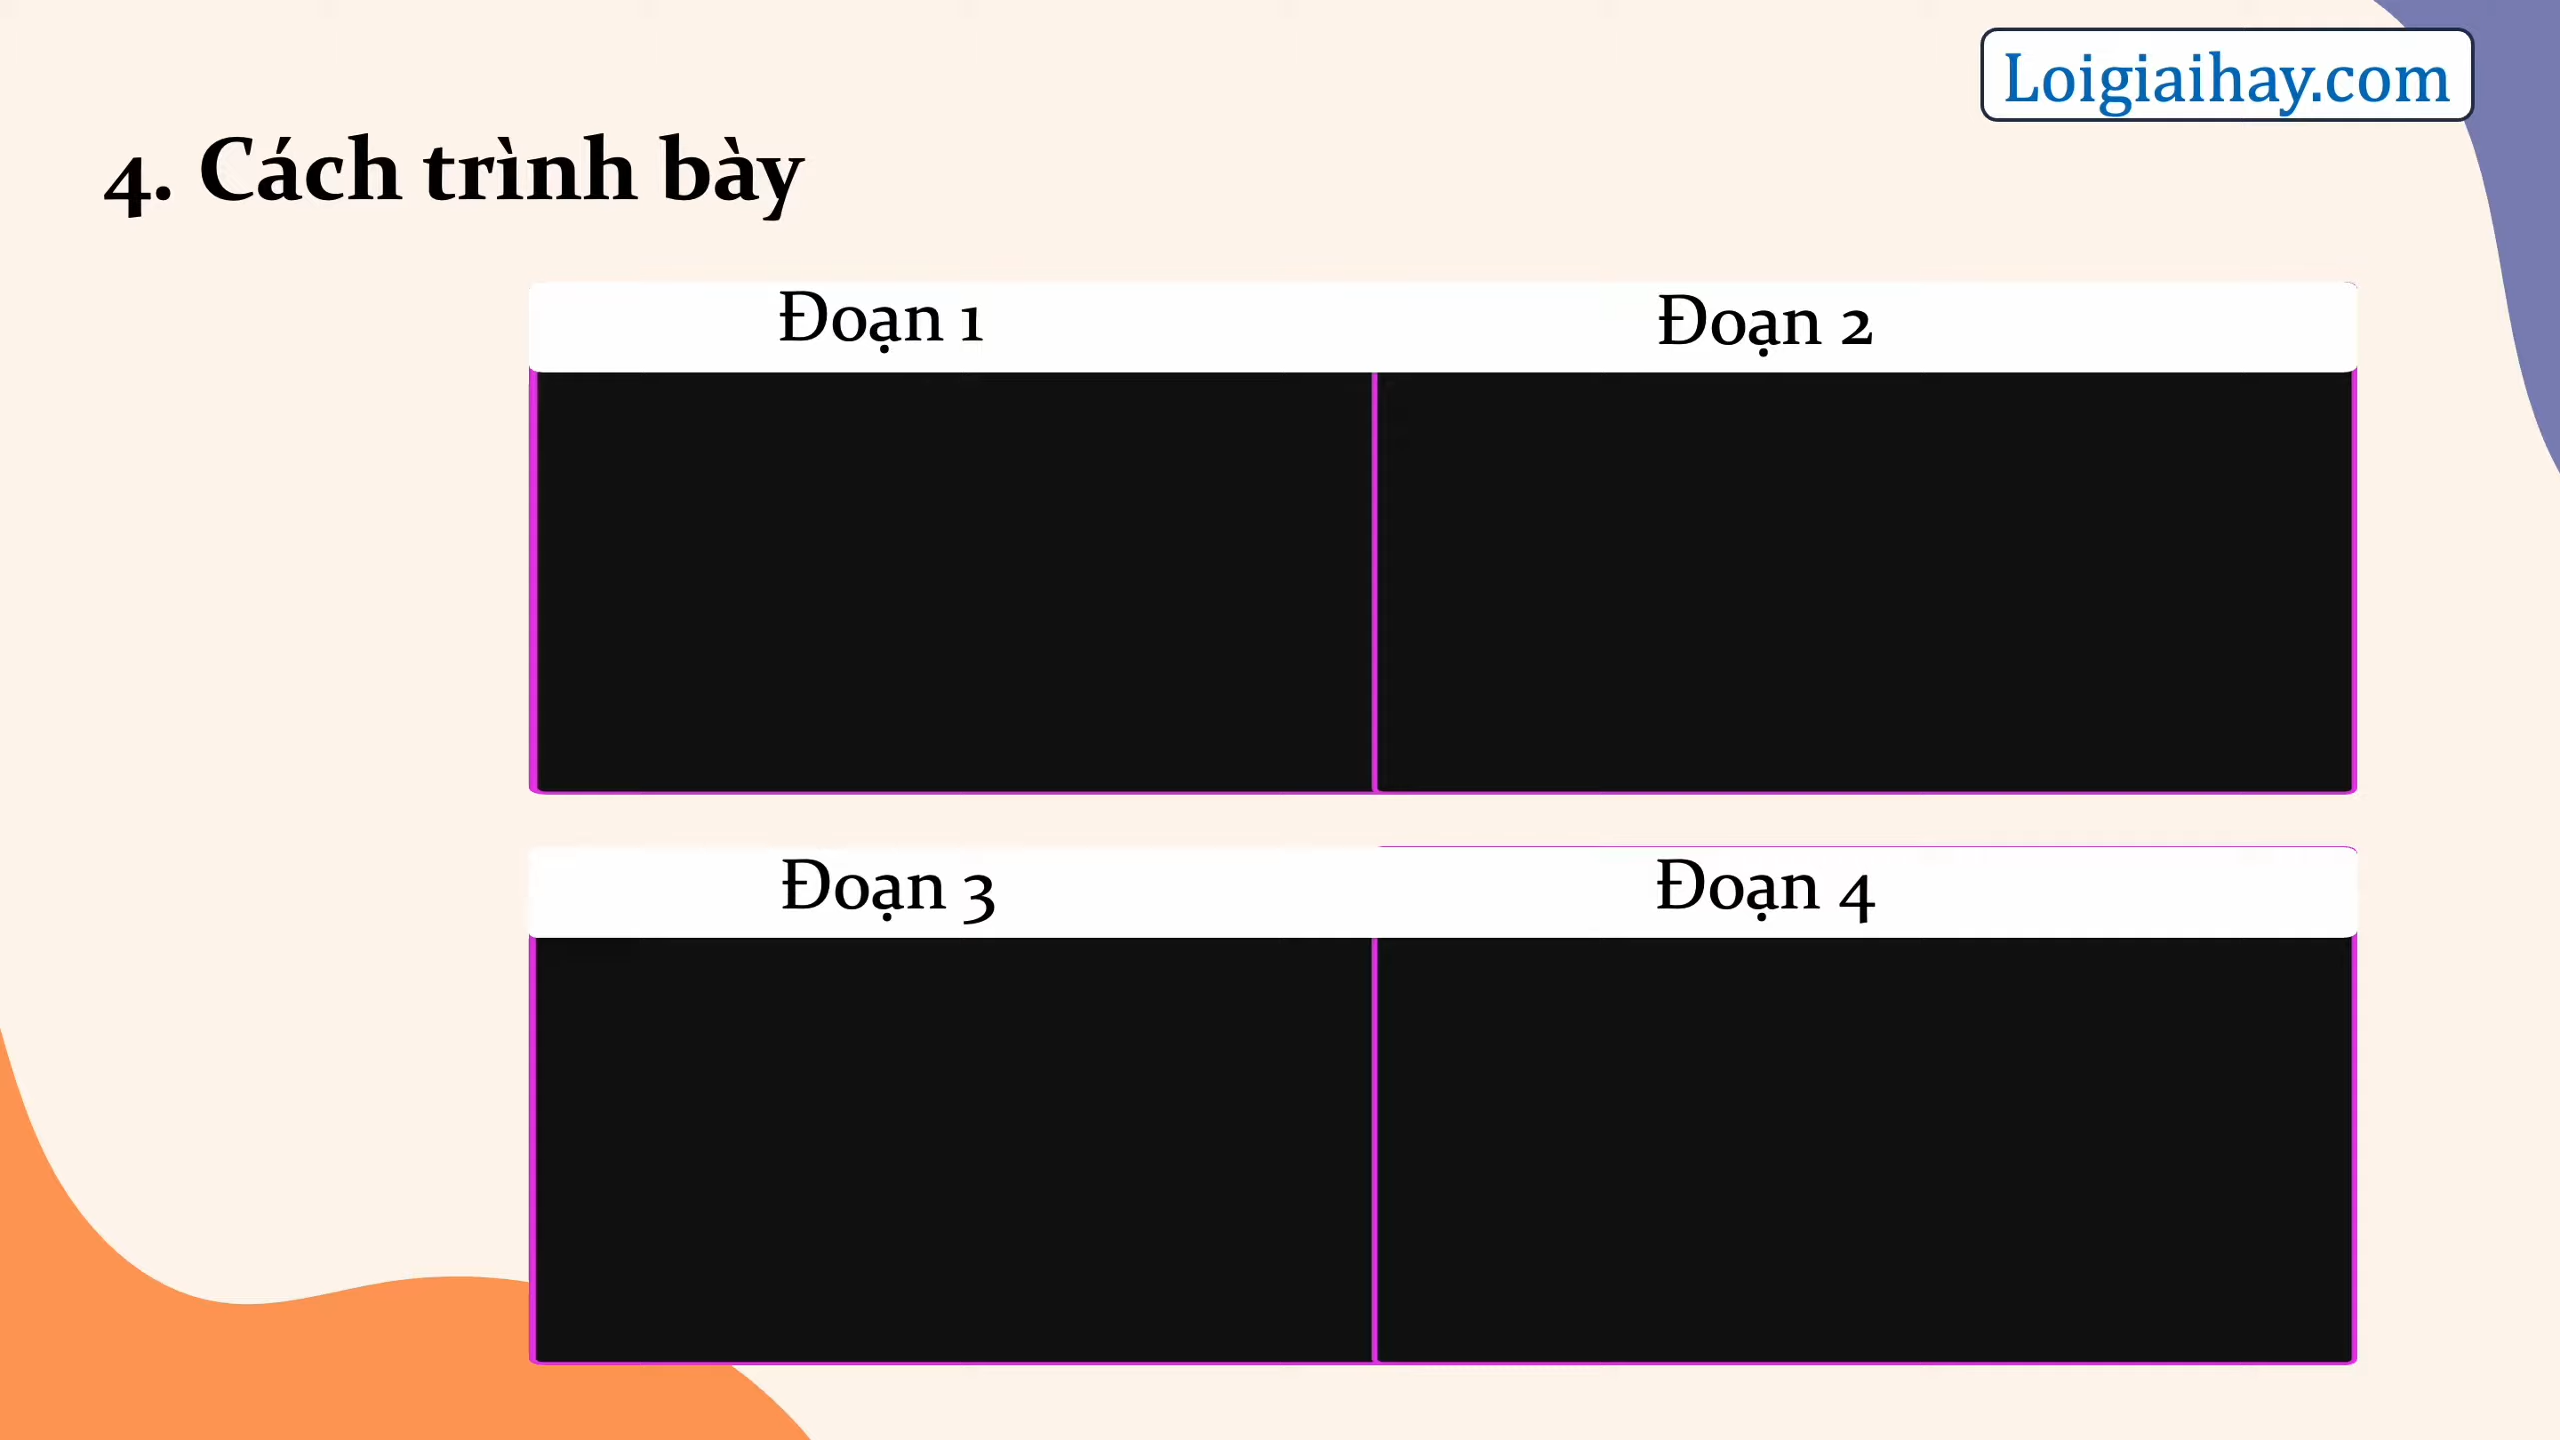 Loigiaihay.com
4. Cách trình bày
Đoạn 1
Đoạn 2
Đoạn 3
Đoạn 4